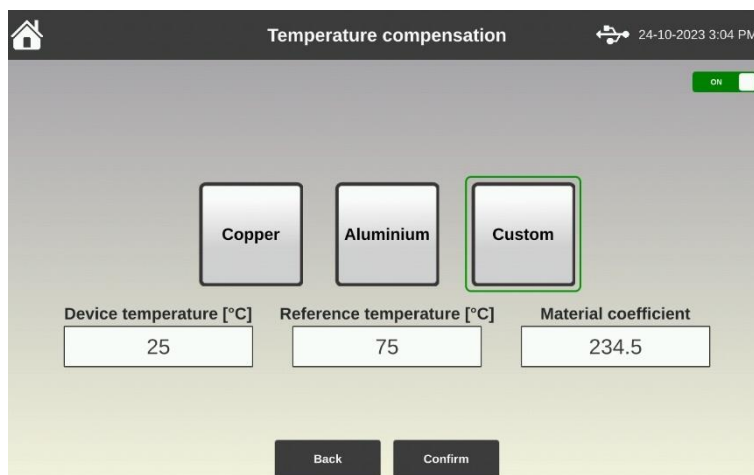 Temperature compensation 24-10-2023 3:04 PM
ON
Copper Aluminium Custom
Device temperature [°C] Reference temperature [°C] Material coefficient
25 75 234.5
Back Confirm